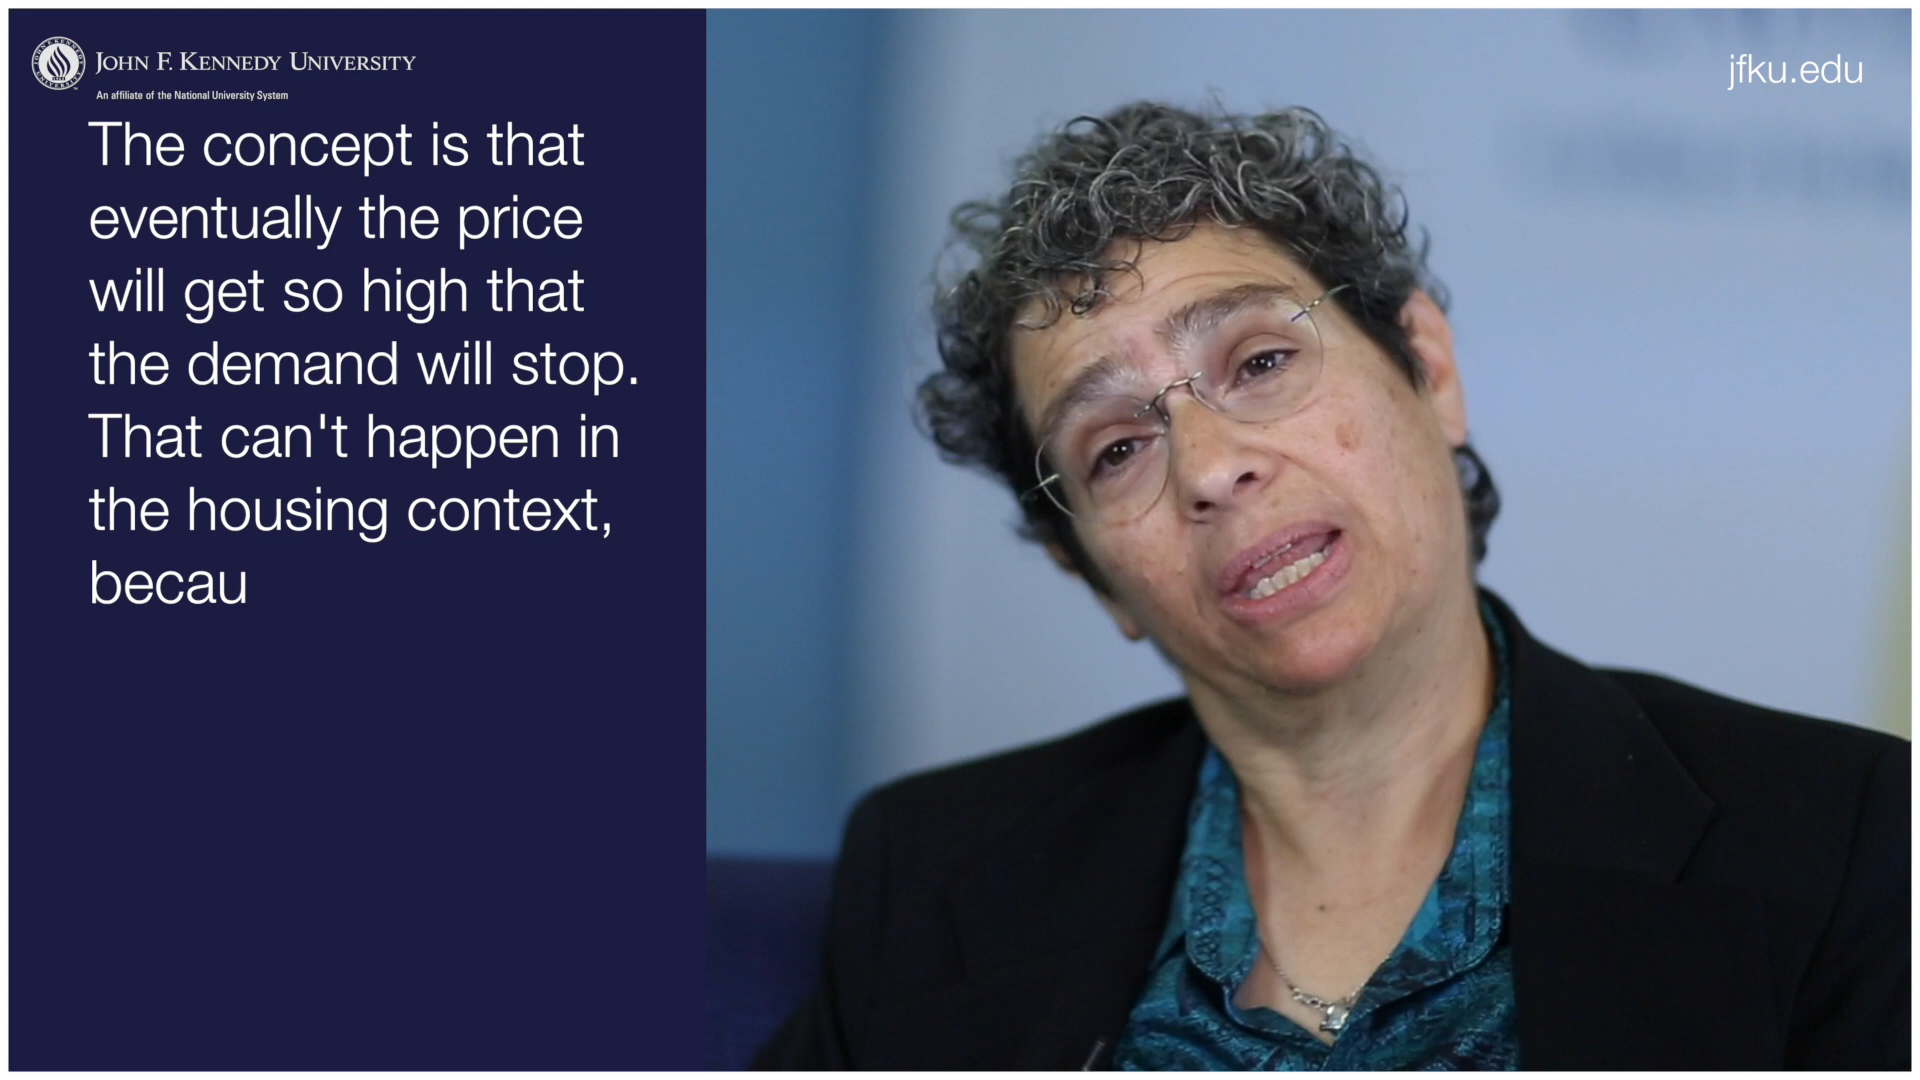 JOHN F. KENNEDY UNIVERSITY
An affiliate of the National University System
jfku.edu
The concept is that
eventually the price
will get so high that
the demand will stop.
That can't happen in
the housing context,
becau